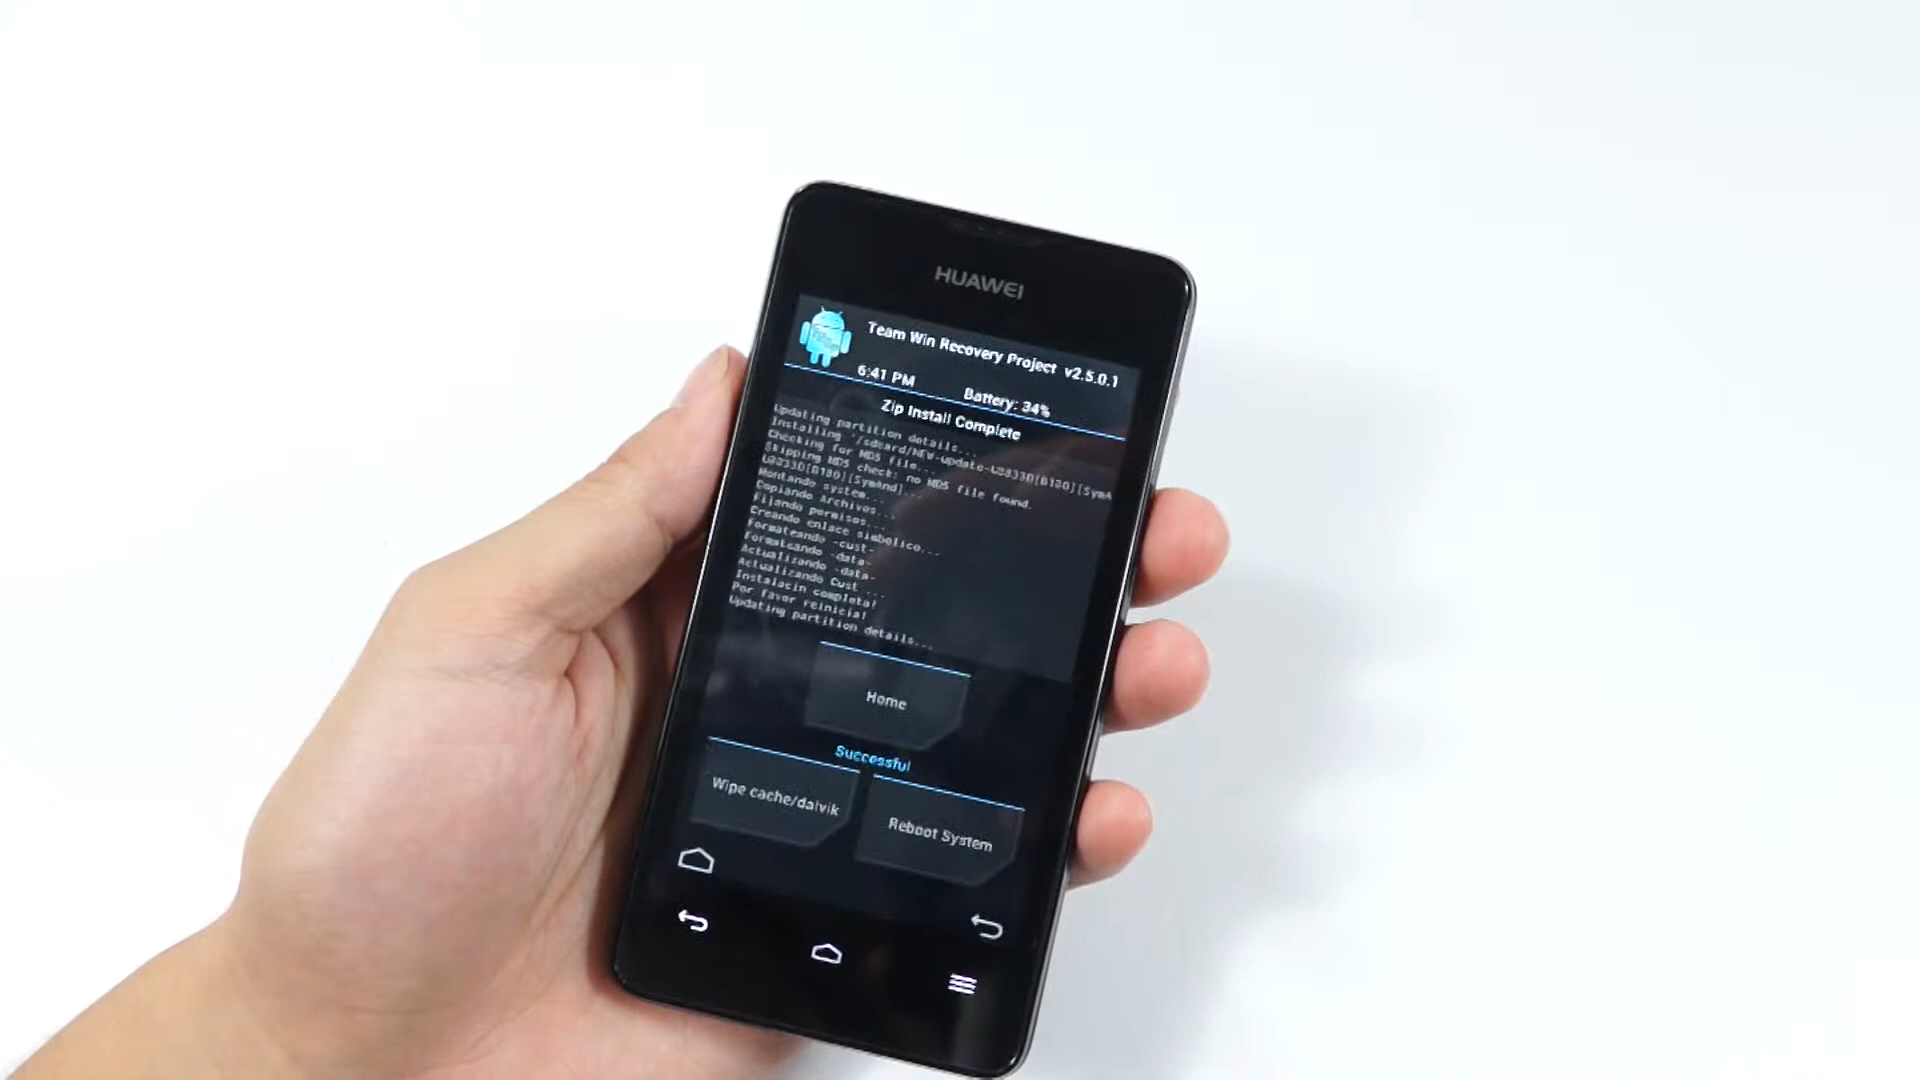 HUAWEI
Team Win Recovery Project v2.5.0.1
6:41 PM Battery: 34%
Zip Install Complete
Updating partition details...
Installing '/sdcard/NEW-update-U8833D[B180][SymA
Checking for MD5 file...
Skipping MD5 check: no MD5 file found.
U8833D[B180][SymAnd]...
Montando system...
Copiando Archivos...
Fijando permisos...
Creando enlace simbolico...
Formateando -cust-
Formateando -data-
Actualizando -data-
Actualizando Cust ...
Instalacin completa!
Por favor reinicia!
Updating partition details...
Home
Successful
Wipe cache/dalvik
Reboot System